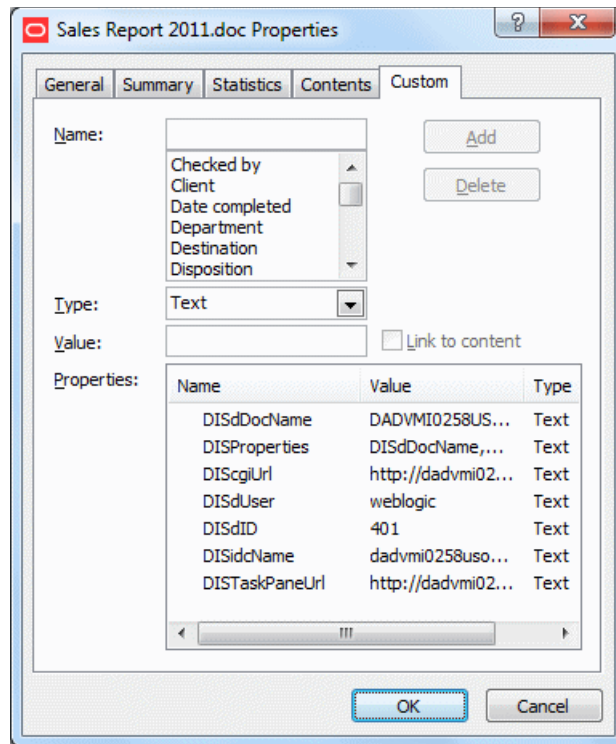 Sales Report 2011.doc Properties
General Summary Statistics Contents Custom
Name:
Add
Checked by
Client
Date completed
Department
Destination
Disposition
Delete
Type: Text
Value: Link to content
Properties:
Name Value Type
DISdDocName DADVMI0258US... Text
DISProperties DISdDocName,... Text
DIScgiUrl http://dadvmi02... Text
DISdUser weblogic Text
DISdID 401 Text
DISidcName dadvmi0258uso... Text
DISTaskPaneUrl http://dadvmi02... Text
OK Cancel